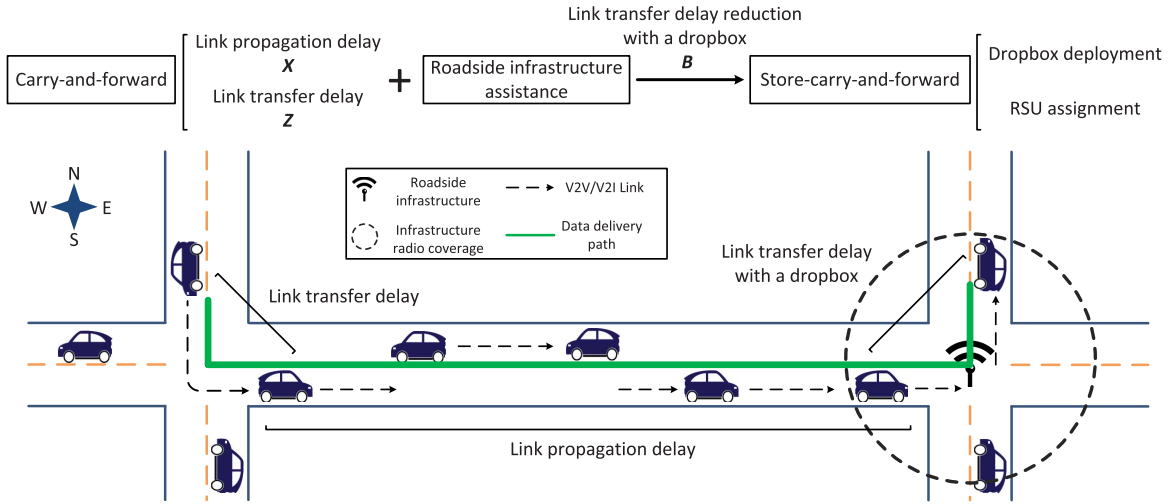 Carry-and-forward
Link propagation delay
X
Link transfer delay
Z
+
Roadside infrastructure
assistance
Link transfer delay reduction
with a dropbox
B
Store-carry-and-forward
Dropbox deployment
RSU assignment
N
W
E
S
Roadside
infrastructure
V2V/V2I Link
Infrastructure
radio coverage
Data delivery
path
Link transfer delay
Link transfer delay
with a dropbox
Link propagation delay